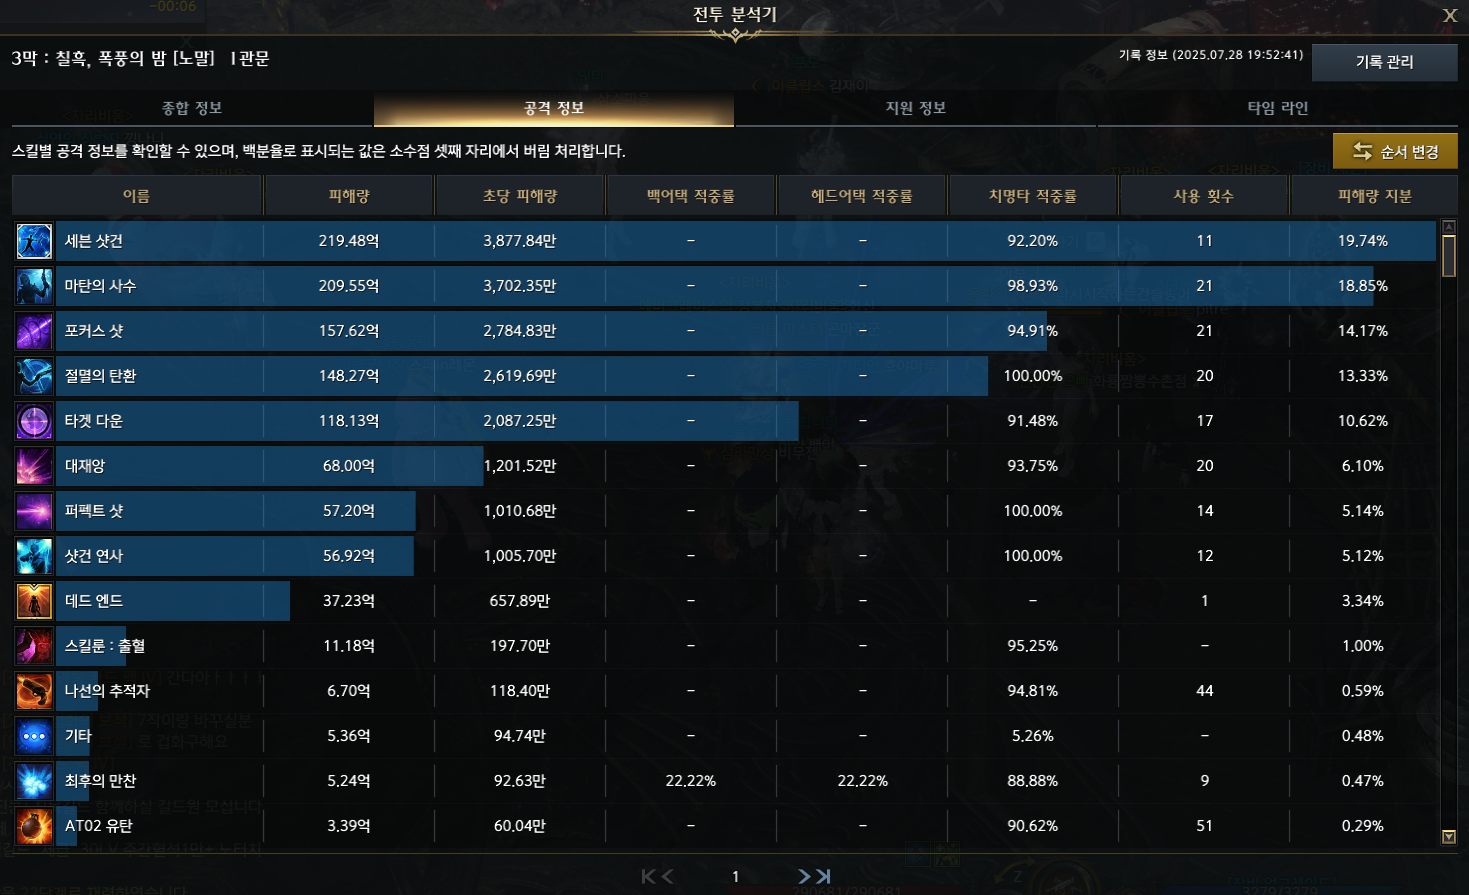 전투 분석기
X
3막 : 칠흑, 폭풍의 밤 [노말] 1관문
기록 정보 (2025.07.28 19:52:41)
기록 관리
종합 정보 공격 정보 지원 정보 타임 라인
스킬별 공격 정보를 확인할 수 있으며, 백분율로 표시되는 값은 소수점 셋째 자리에서 버림 처리합니다.
순서 변경
이름 피해량 초당 피해량 백어택 적중률 헤드어택 적중률 치명타 적중률 사용 횟수 피해량 지분
세븐 샷건 219.48억 3,877.84만 - - 92.20% 11 19.74%
마탄의 사수 209.55억 3,702.35만 - - 98.93% 21 18.85%
포커스 샷 157.62억 2,784.83만 - - 94.91% 21 14.17%
절멸의 탄환 148.27억 2,619.69만 - - 100.00% 20 13.33%
타겟 다운 118.13억 2,087.25만 - - 91.48% 17 10.62%
대재앙 68.00억 1,201.52만 - - 93.75% 20 6.10%
퍼펙트 샷 57.20억 1,010.68만 - - 100.00% 14 5.14%
샷건 연사 56.92억 1,005.70만 - - 100.00% 12 5.12%
데드 엔드 37.23억 657.89만 - - - 1 3.34%
스킬룬 : 출혈 11.18억 197.70만 - - 95.25% - 1.00%
나선의 추적자 6.70억 118.40만 - - 94.81% 44 0.59%
기타 5.36억 94.74만 - - 5.26% - 0.48%
최후의 만찬 5.24억 92.63만 22.22% 22.22% 88.88% 9 0.47%
AT02 유탄 3.39억 60.04만 - - 90.62% 51 0.29%
1